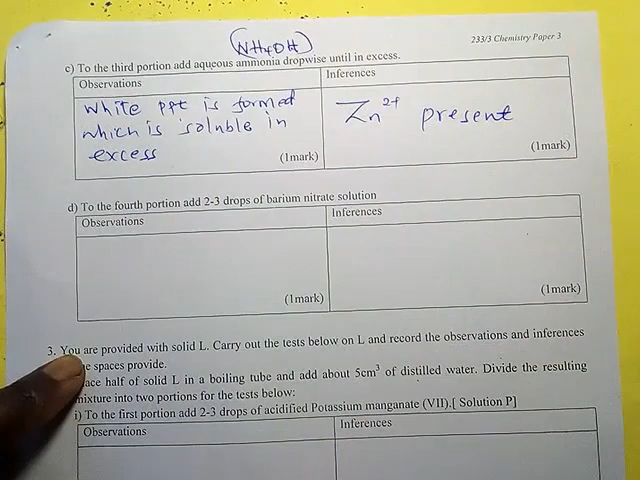 (NH4OH)
233/3 Chemistry Paper 3
c) To the third portion add aqueous ammonia dropwise until in excess.
Observations
Inferences
White ppt is formed
which is soluble in
excess
(1mark)
Zn²⁺ present
(1mark)
d) To the fourth portion add 2-3 drops of barium nitrate solution
Observations
Inferences
(1mark)
(1mark)
3. You are provided with solid L. Carry out the tests below on L and record the observations and inferences
spaces provide.
half of solid L in a boiling tube and add about 5cm³ of distilled water. Divide the resulting
mixture into two portions for the tests below:
i) To the first portion add 2-3 drops of acidified Potassium manganate (VII).[ Solution P]
Observations
Inferences